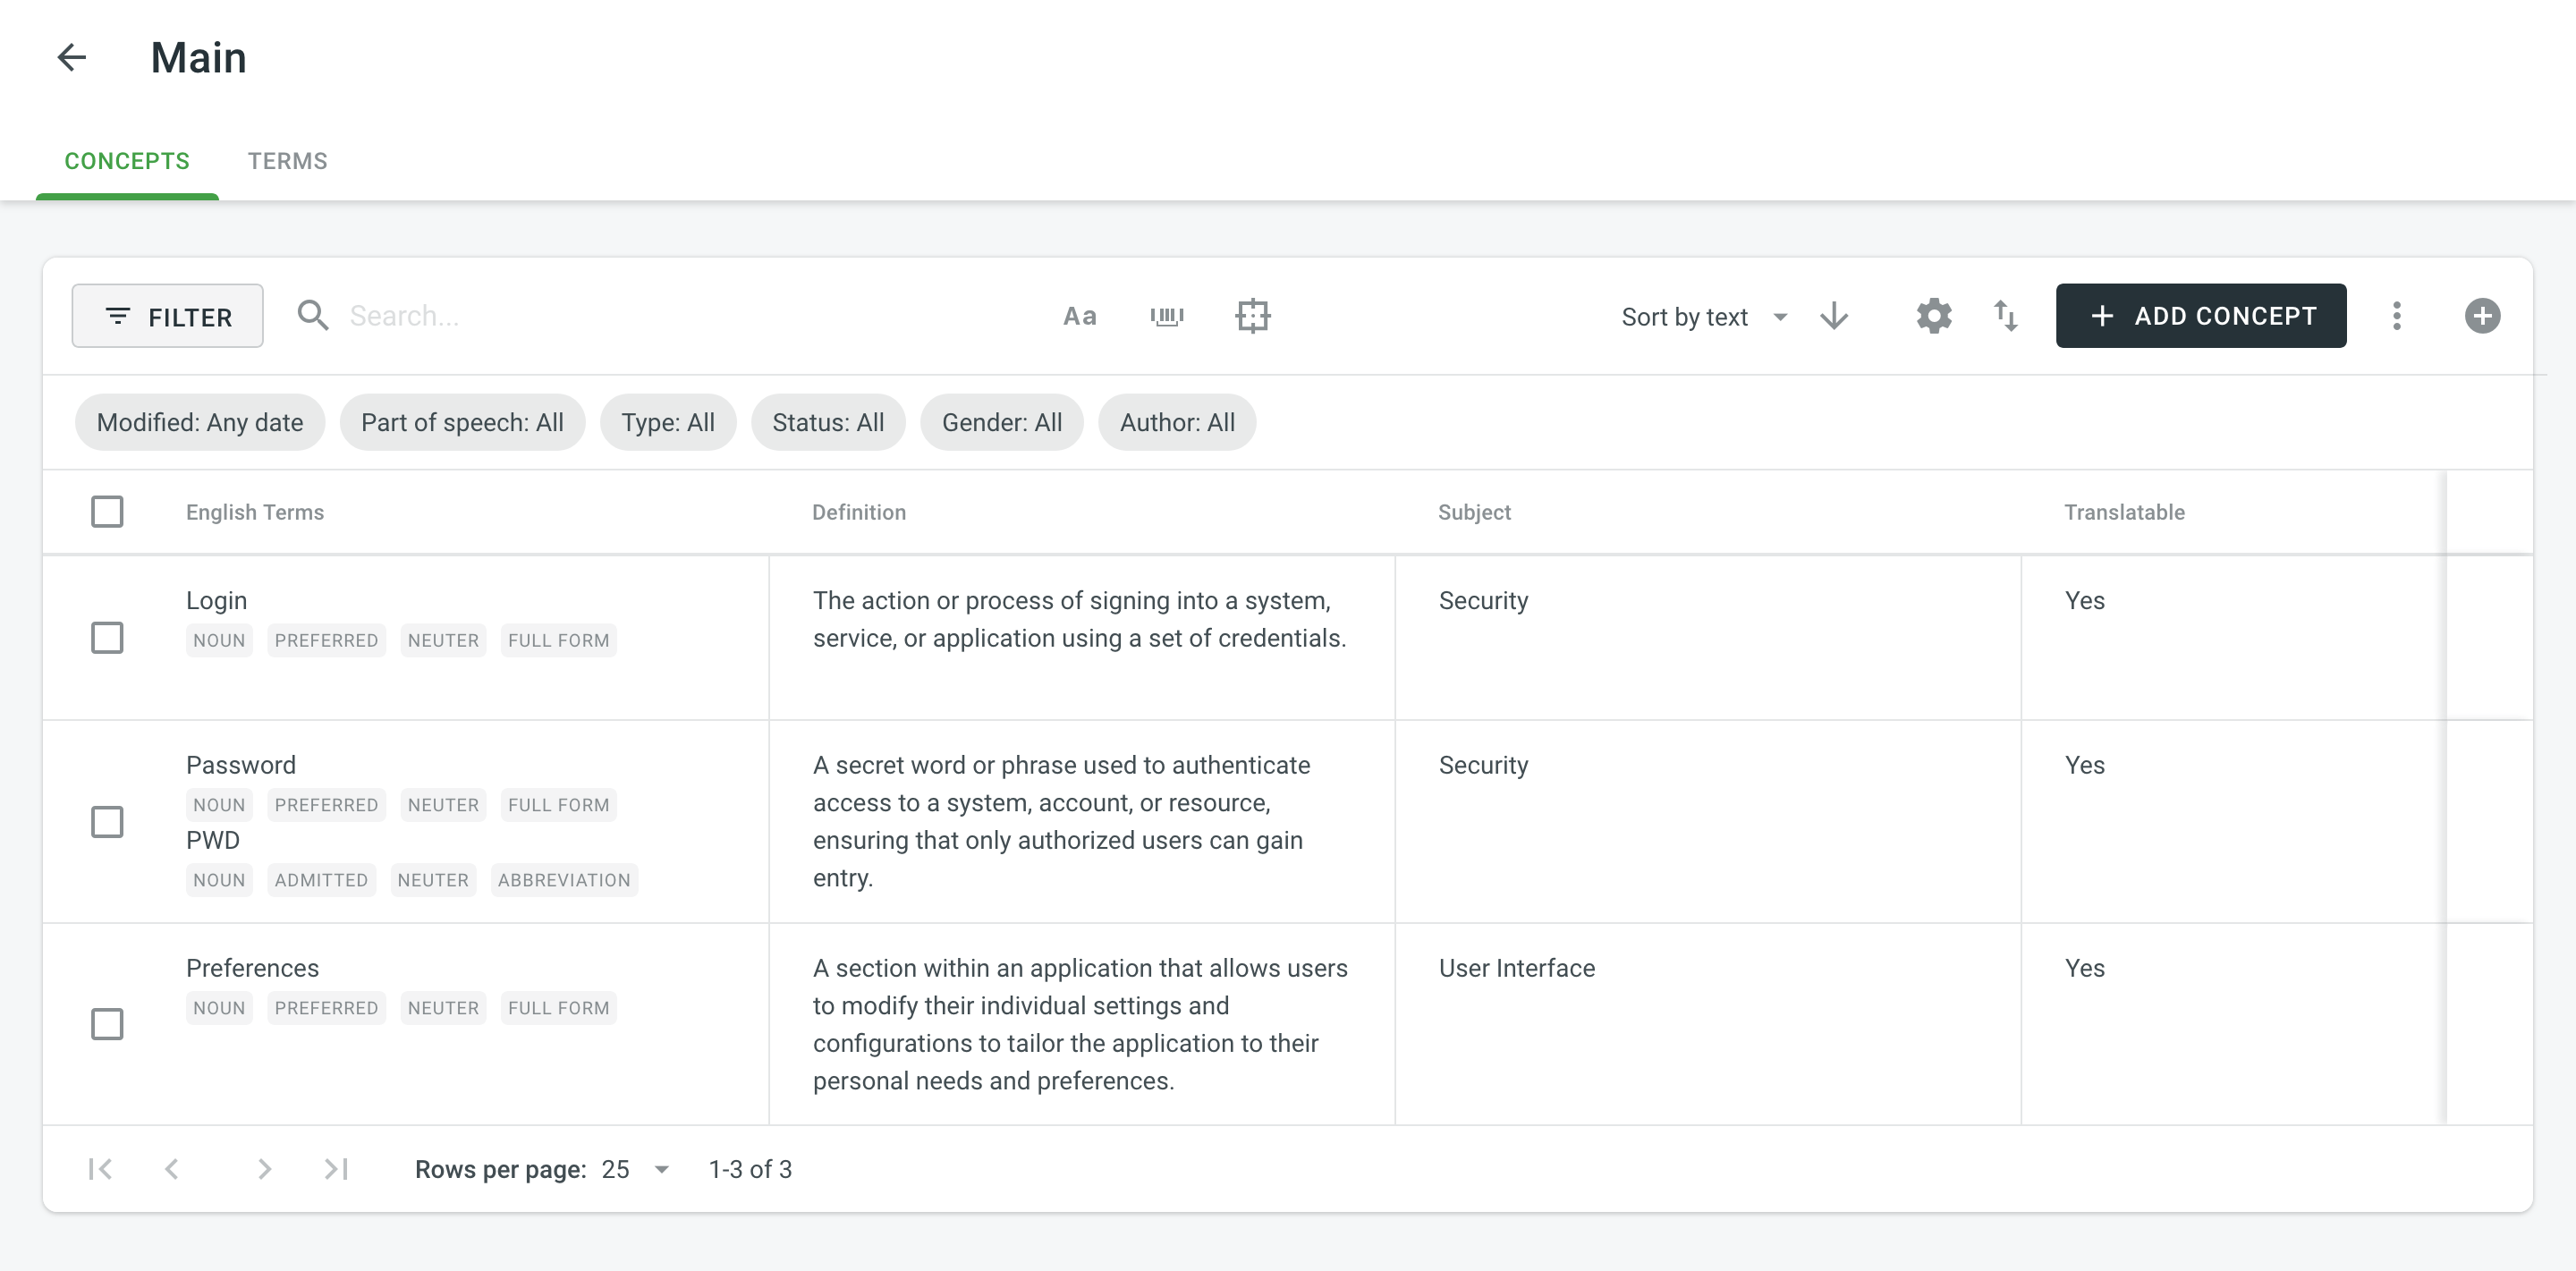 Main
CONCEPTS TERMS
FILTER Search... Aa Sort by text ADD CONCEPT
Modified: Any date Part of speech: All Type: All Status: All Gender: All Author: All
English Terms Definition Subject Translatable
Login
NOUN PREFERRED NEUTER FULL FORM
The action or process of signing into a system,
service, or application using a set of credentials.
Security
Yes
Password
NOUN PREFERRED NEUTER FULL FORM
PWD
NOUN ADMITTED NEUTER ABBREVIATION
A secret word or phrase used to authenticate
access to a system, account, or resource,
ensuring that only authorized users can gain
entry.
Security
Yes
Preferences
NOUN PREFERRED NEUTER FULL FORM
A section within an application that allows users
to modify their individual settings and
configurations to tailor the application to their
personal needs and preferences.
User Interface
Yes
Rows per page: 25 1-3 of 3